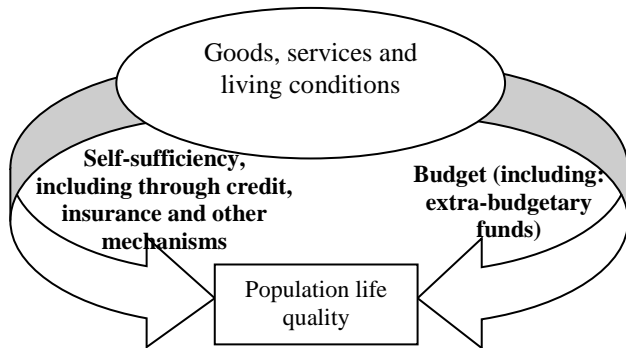 Goods, services and
living conditions
Self-sufficiency,
including through credit,
insurance and other
mechanisms
Budget (including:
extra-budgetary
funds)
Population life
quality